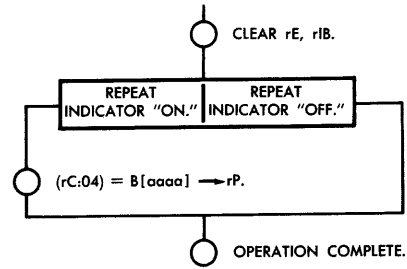 CLEAR rE, rIB.
REPEAT INDICATOR "ON."
REPEAT INDICATOR "OFF."
(rC:04) = B[aaaa] → rP.
OPERATION COMPLETE.